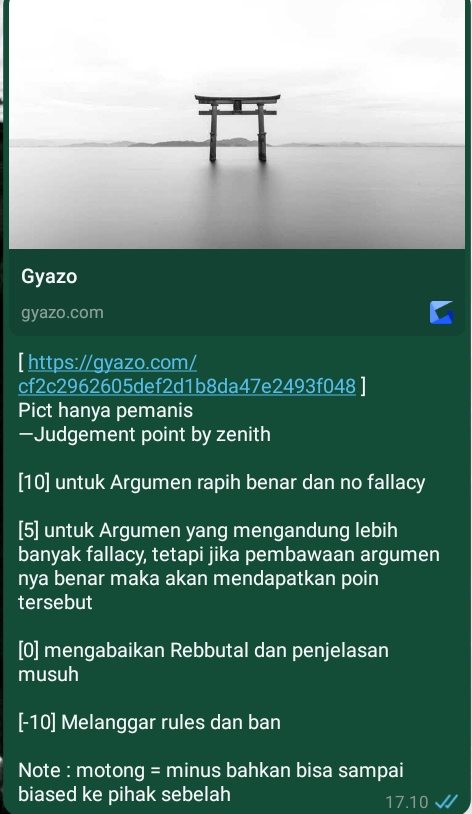 Gyazo
gyazo.com
[ https://gyazo.com/
cf2c2962605def2d1b8da47e2493f048 ]
Pict hanya pemanis
—Judgement point by zenith
[10] untuk Argumen rapih benar dan no fallacy
[5] untuk Argumen yang mengandung lebih
banyak fallacy, tetapi jika pembawaan argumen
nya benar maka akan mendapatkan poin
tersebut
[0] mengabaikan Rebbutal dan penjelasan
musuh
[-10] Melanggar rules dan ban
Note : motong = minus bahkan bisa sampai
biased ke pihak sebelah
17.10